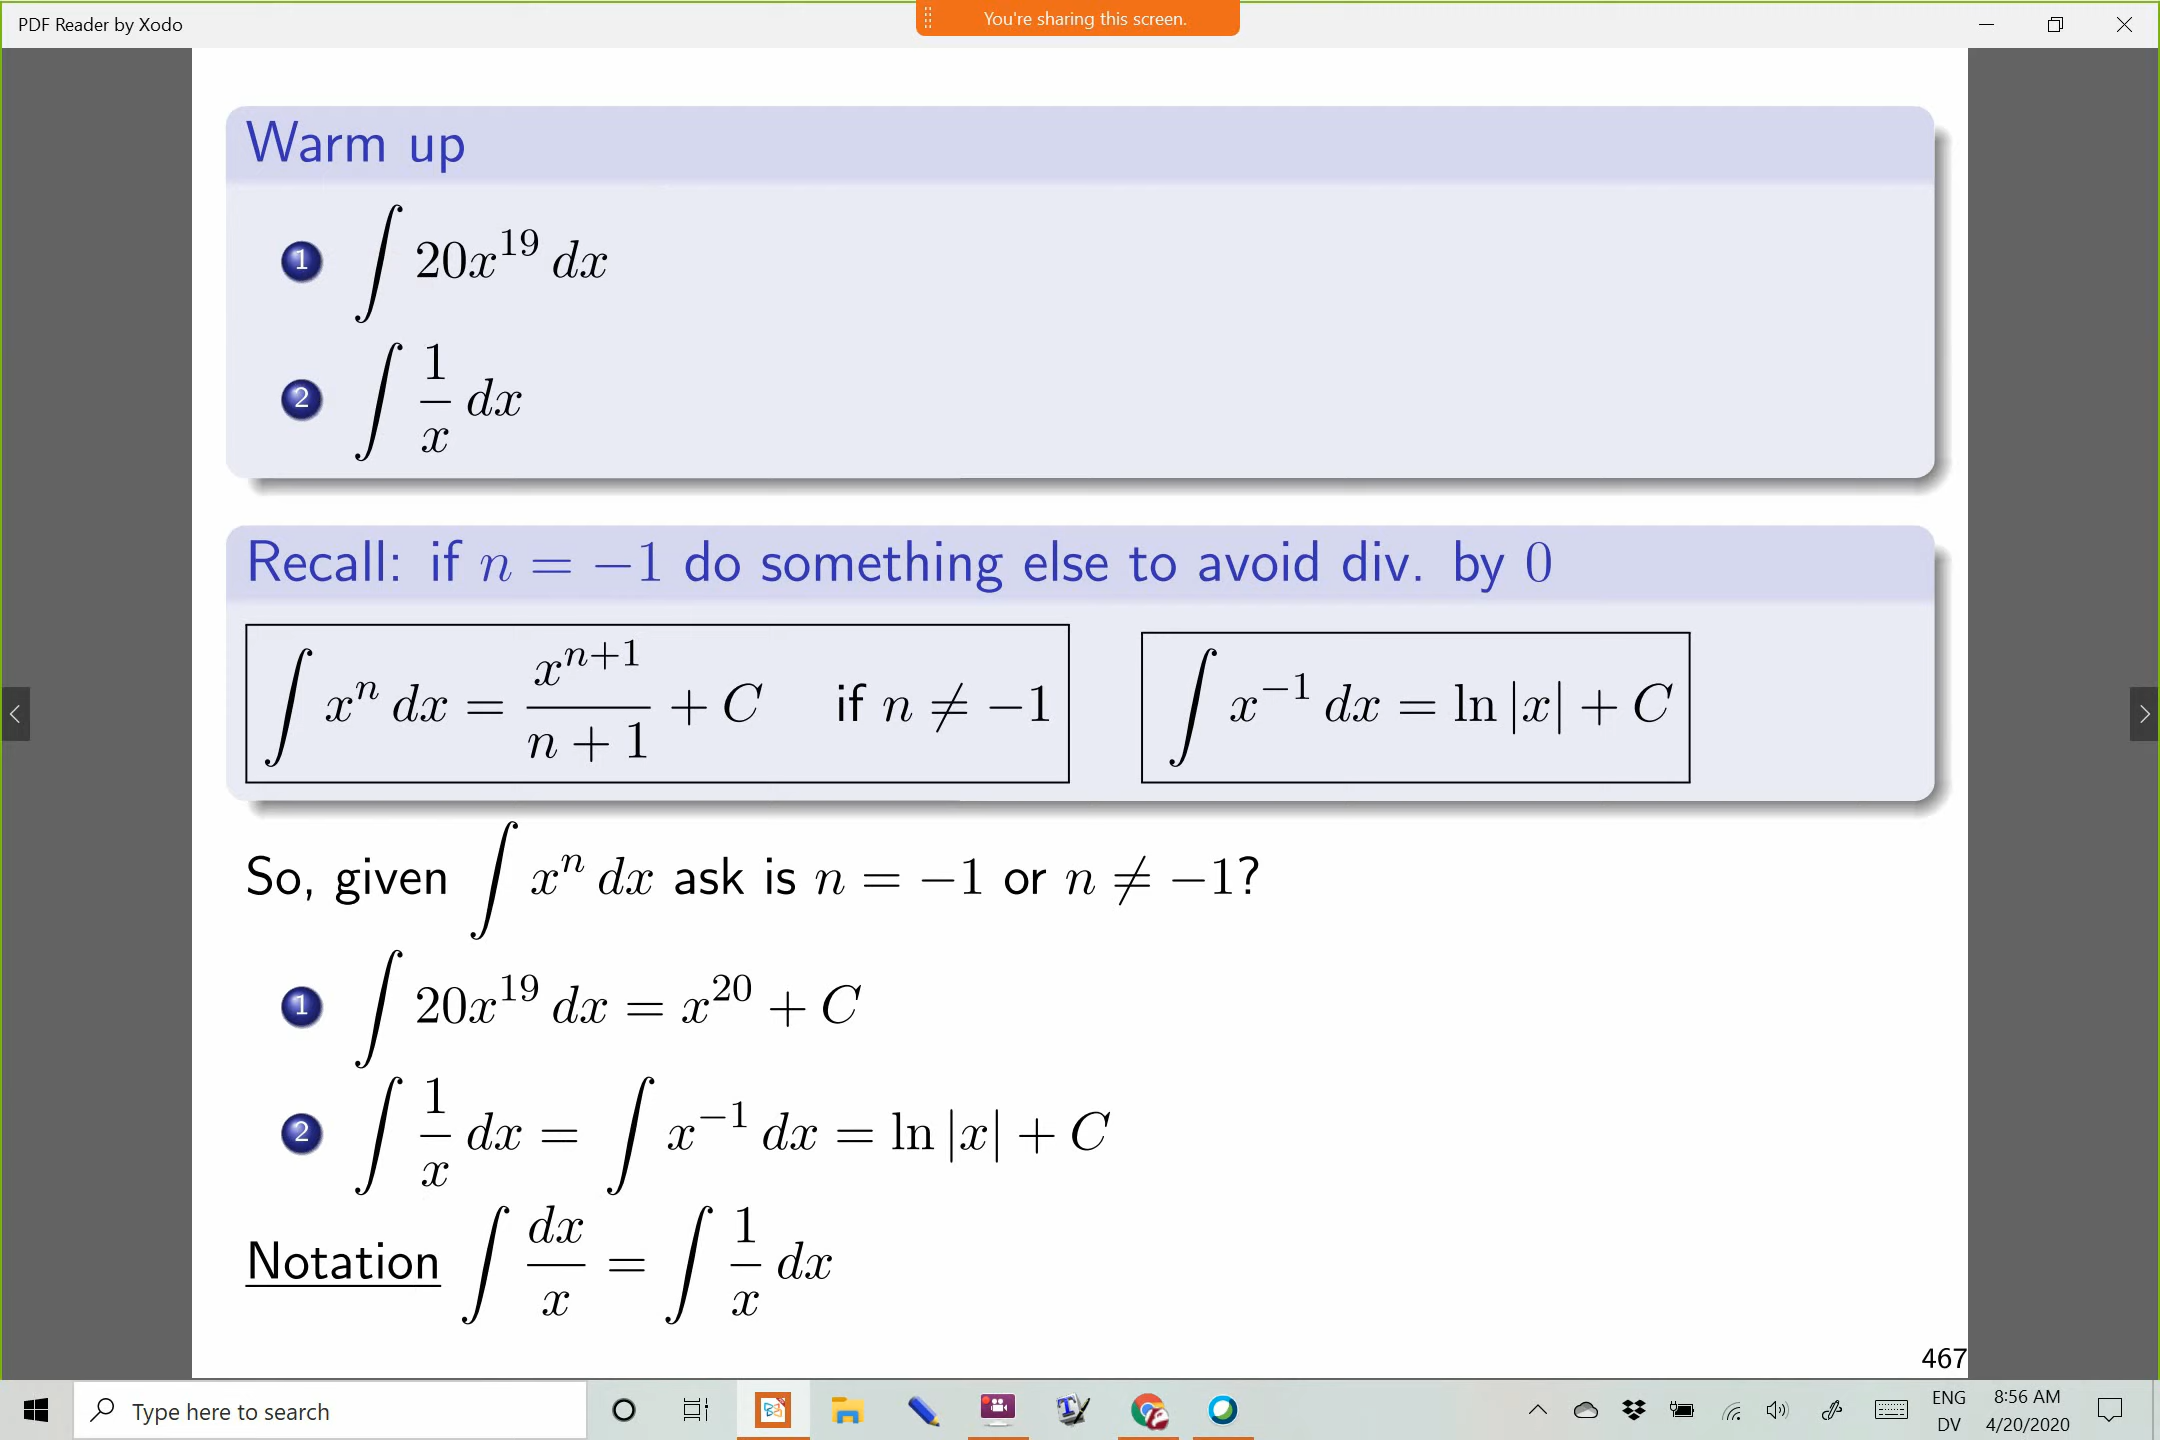 PDF Reader by Xodo
You're sharing this screen.
Warm up
1 ∫ 20x^19 dx
2 ∫ 1/x dx
Recall: if n = −1 do something else to avoid div. by 0
∫ x^n dx = x^(n+1)/(n+1) + C if n ≠ −1 ∫ x^−1 dx = ln |x| + C
So, given ∫ x^n dx ask is n = −1 or n ≠ −1?
1 ∫ 20x^19 dx = x^20 + C
2 ∫ 1/x dx = ∫ x^−1 dx = ln |x| + C
Notation ∫ dx/x = ∫ 1/x dx
467
Type here to search
ENG
DV
8:56 AM
4/20/2020